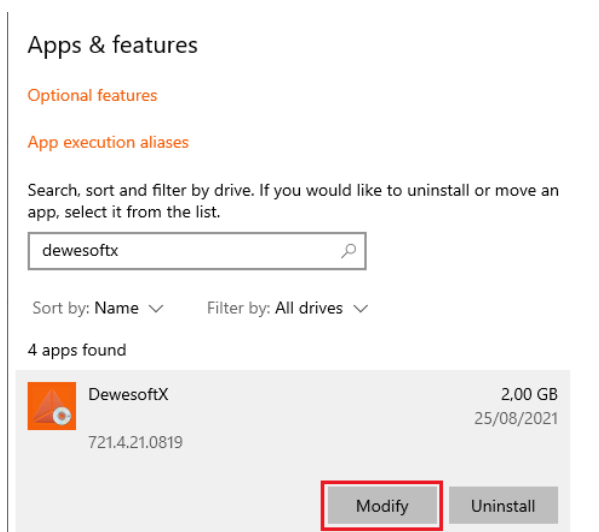 Apps & features
Optional features
App execution aliases
Search, sort and filter by drive. If you would like to uninstall or move an
app, select it from the list.
dewesoftx
Sort by: Name Filter by: All drives
4 apps found
DewesoftX 2,00 GB
25/08/2021
721.4.21.0819
Modify Uninstall